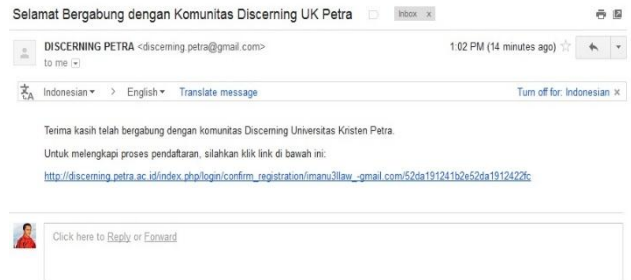 Selamat Bergabung dengan Komunitas Discerning UK Petra Inbox x
DISCERNING PETRA <discerning.petra@gmail.com> 1:02 PM (14 minutes ago)
to me
Indonesian > English Translate message Turn off for: Indonesian x
Terima kasih telah bergabung dengan komunitas Discerning Universitas Kristen Petra.
Untuk melengkapi proses pendaftaran, silahkan klik link di bawah ini:
http://discerning.petra.ac.id/index.php/login/confirm_registration/imanu3llaw_-gmail.com/52da191241b2e52da1912422fc
Click here to Reply or Forward